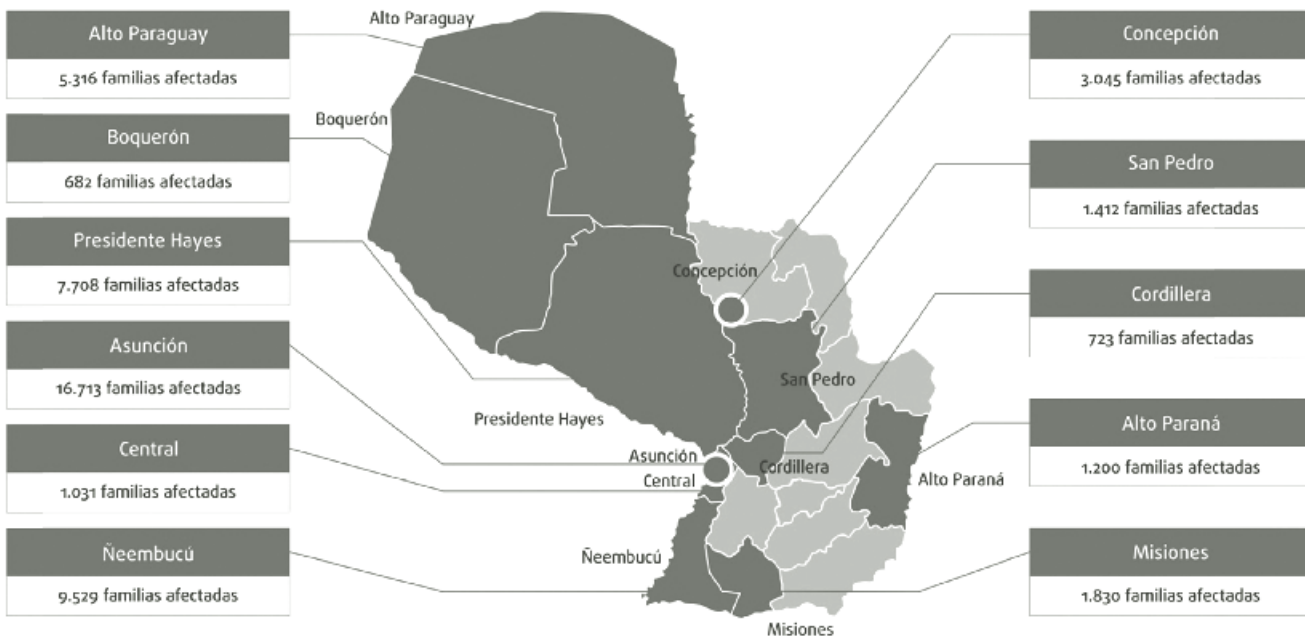 Alto Paraguay
5.316 familias afectadas
Boquerón
682 familias afectadas
Presidente Hayes
7.708 familias afectadas
Asunción
16.713 familias afectadas
Central
1.031 familias afectadas
Ñeembucú
9.529 familias afectadas
Alto Paraguay
Boquerón
Concepción
San Pedro
Presidente Hayes
Asunción
Cordillera
Central
Alto Paraná
Ñeembucú
Misiones
Concepción
3.045 familias afectadas
San Pedro
1.412 familias afectadas
Cordillera
723 familias afectadas
Alto Paraná
1.200 familias afectadas
Misiones
1.830 familias afectadas